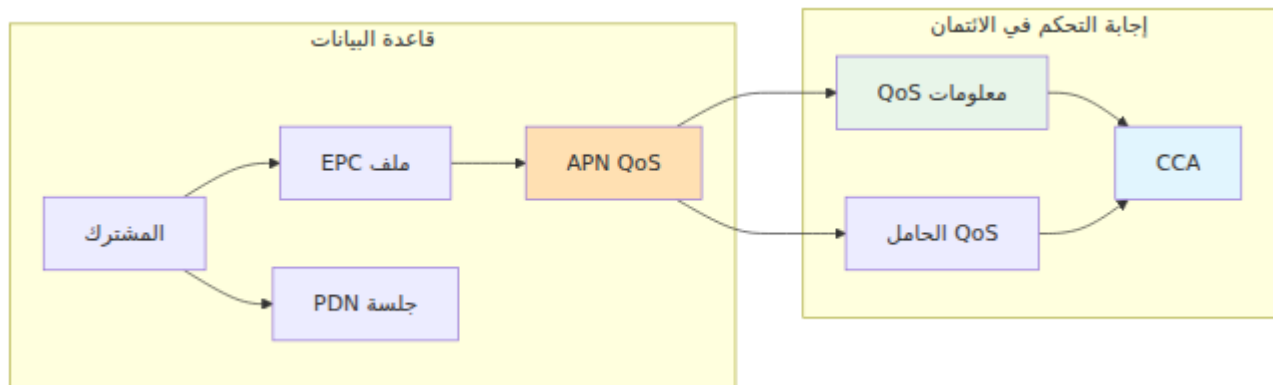 قاعدة البيانات
المشترك
ملف EPC
جلسة PDN
APN QoS
إجابة التحكم في الائتمان
معلومات QoS
QoS الحامل
CCA